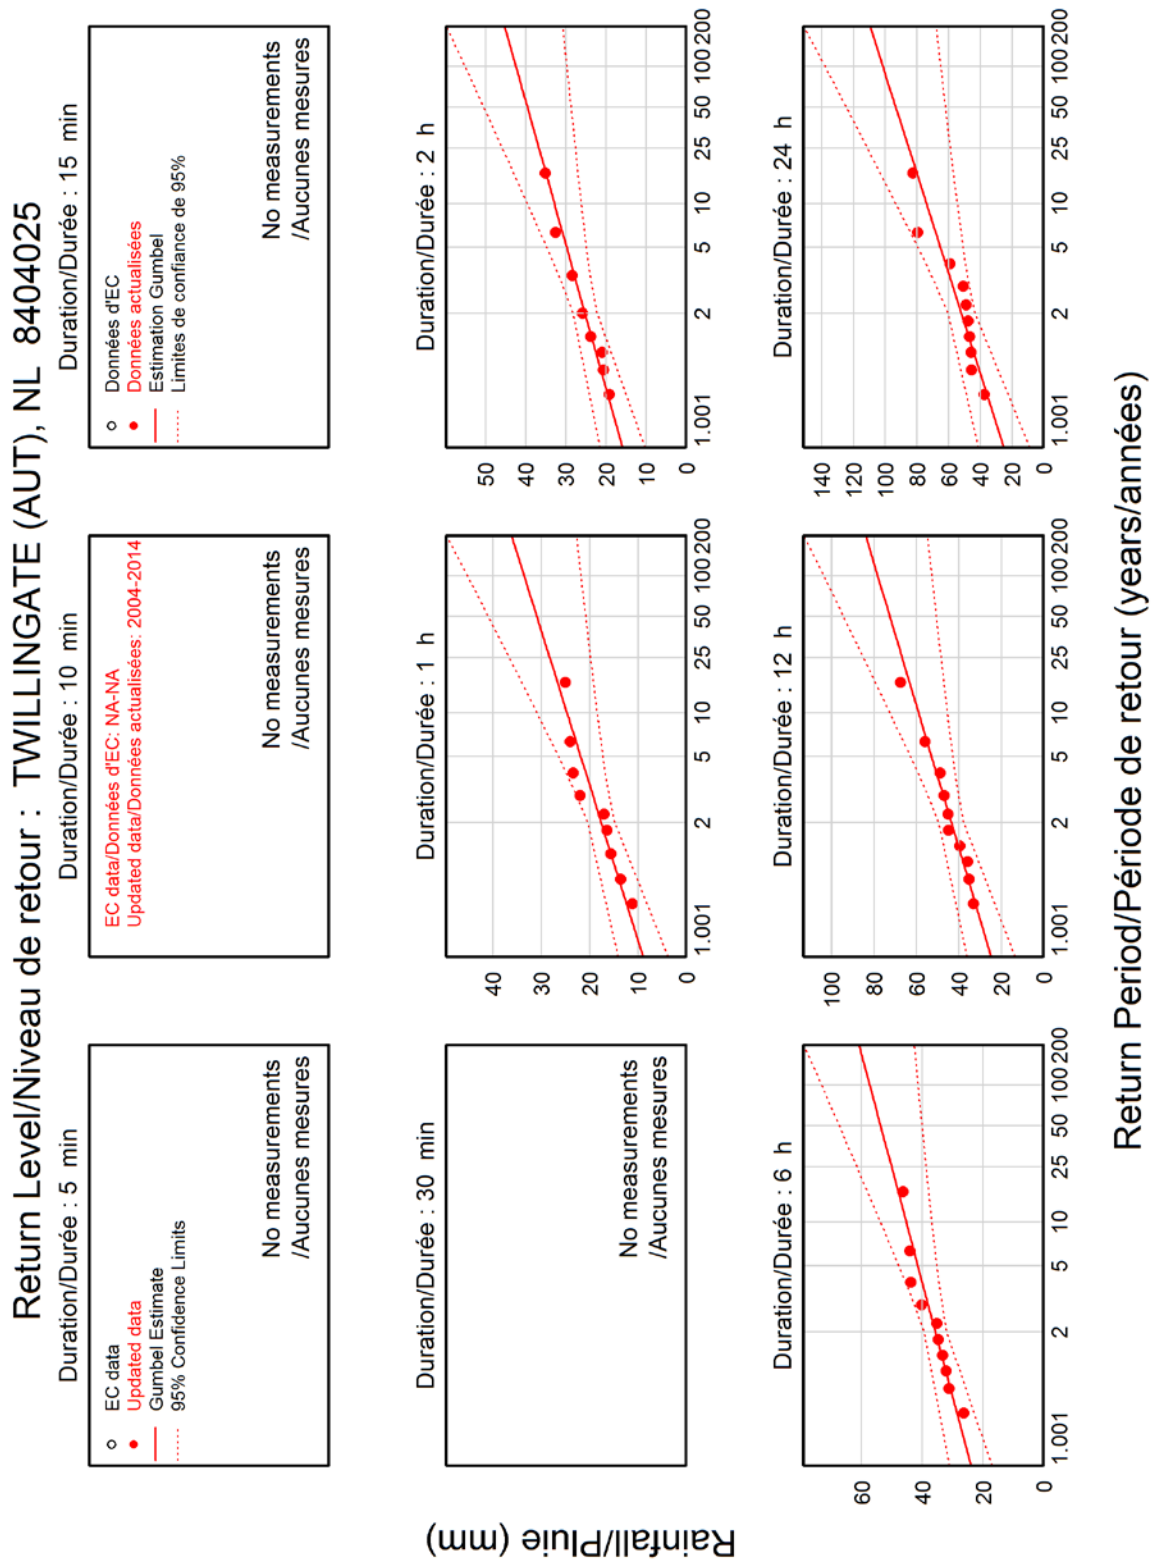 Return Level/Niveau de retour : TWILLINGATE (AUT), NL 8404025
Duration/Durée : 5 min
EC data
Updated data
Gumbel Estimate
95% Confidence Limits
No measurements
/Aucunes mesures
Duration/Durée : 10 min
EC data/Données d'EC: NA-NA
Updated data/Données actualisées: 2004-2014
No measurements
/Aucunes mesures
Duration/Durée : 15 min
Données d'EC
Données actualisées
Estimation Gumbel
Limites de confiance de 95%
No measurements
/Aucunes mesures
Duration/Durée : 30 min
No measurements
/Aucunes mesures
Duration/Durée : 1 h
40
30
20
10
0
1.001 2 5 10 25 50 100 200
Duration/Durée : 2 h
50
40
30
20
10
0
1.001 2 5 10 25 50 100 200
Duration/Durée : 6 h
60
40
20
0
1.001 2 5 10 25 50 100 200
Duration/Durée : 12 h
100
80
60
40
20
0
1.001 2 5 10 25 50 100 200
Duration/Durée : 24 h
140
120
100
80
60
40
20
0
1.001 2 5 10 25 50 100 200
Rainfall/Pluie (mm)
Return Period/Période de retour (years/années)